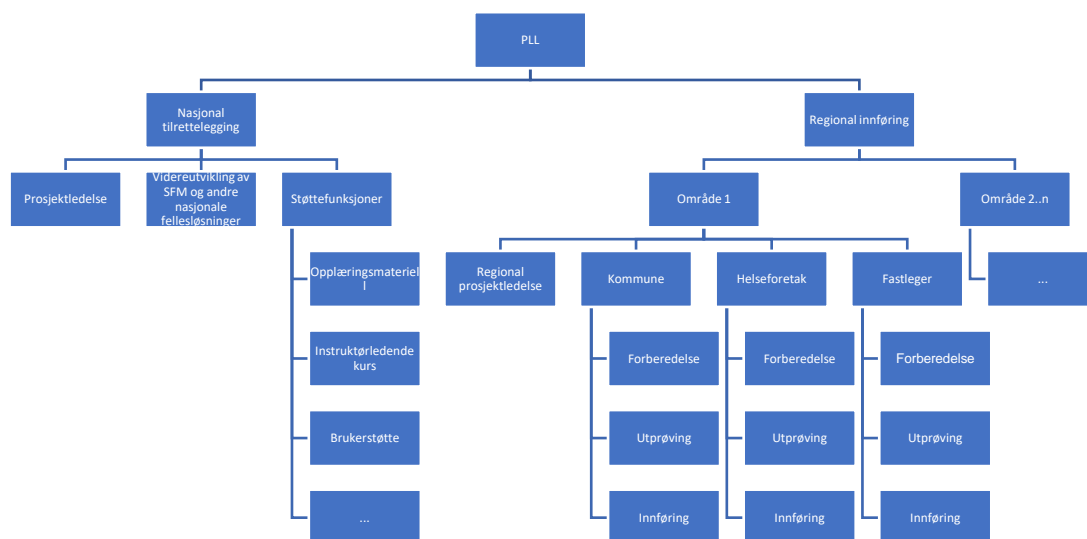 PLL
Nasjonal
tilrettelegging
Regional innføring
Prosjektledelse
Videreutvikling av
SFM og andre
nasjonale
fellesløsninger
Støttefunksjoner
Område 1
Område 2..n
Opplæringsmateriel
l
Regional
prosjektledelse
Kommune
Helseforetak
Fastleger
...
Instruktørledende
kurs
Forberedelse
Forberedelse
Forberedelse
Brukerstøtte
Utprøving
Utprøving
Utprøving
...
Innføring
Innføring
Innføring